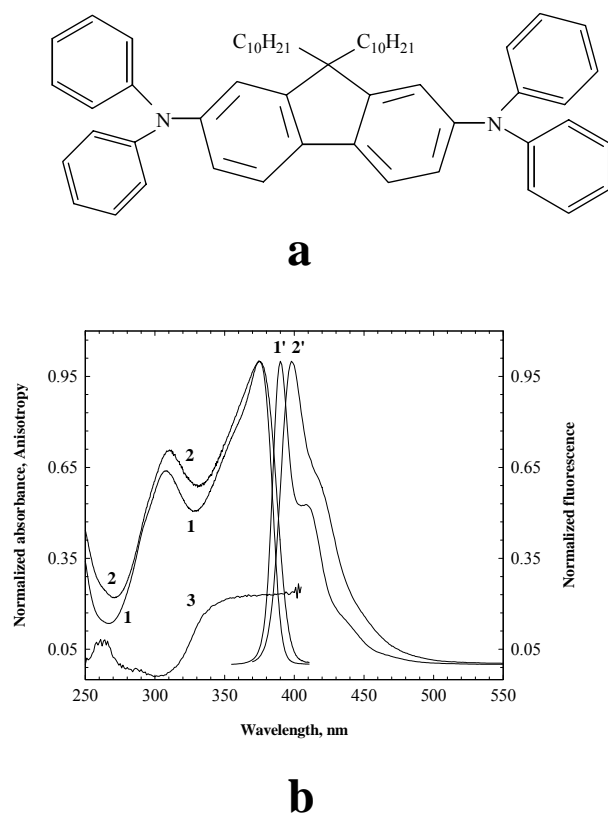 C10H21 C10H21
N N
a
1' 2'
0.95 0.95
2
0.65 0.65
1
0.35 0.35
2 3
1
0.05 0.05
250 300 350 400 450 500 550
Normalized absorbance, Anisotropy
Normalized fluorescence
Wavelength, nm
b